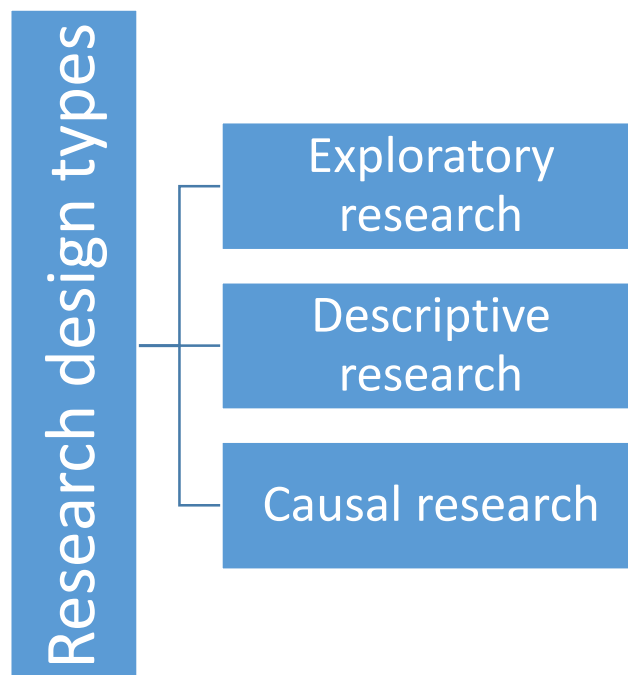 Research design types
Exploratory
research
Descriptive
research
Causal research